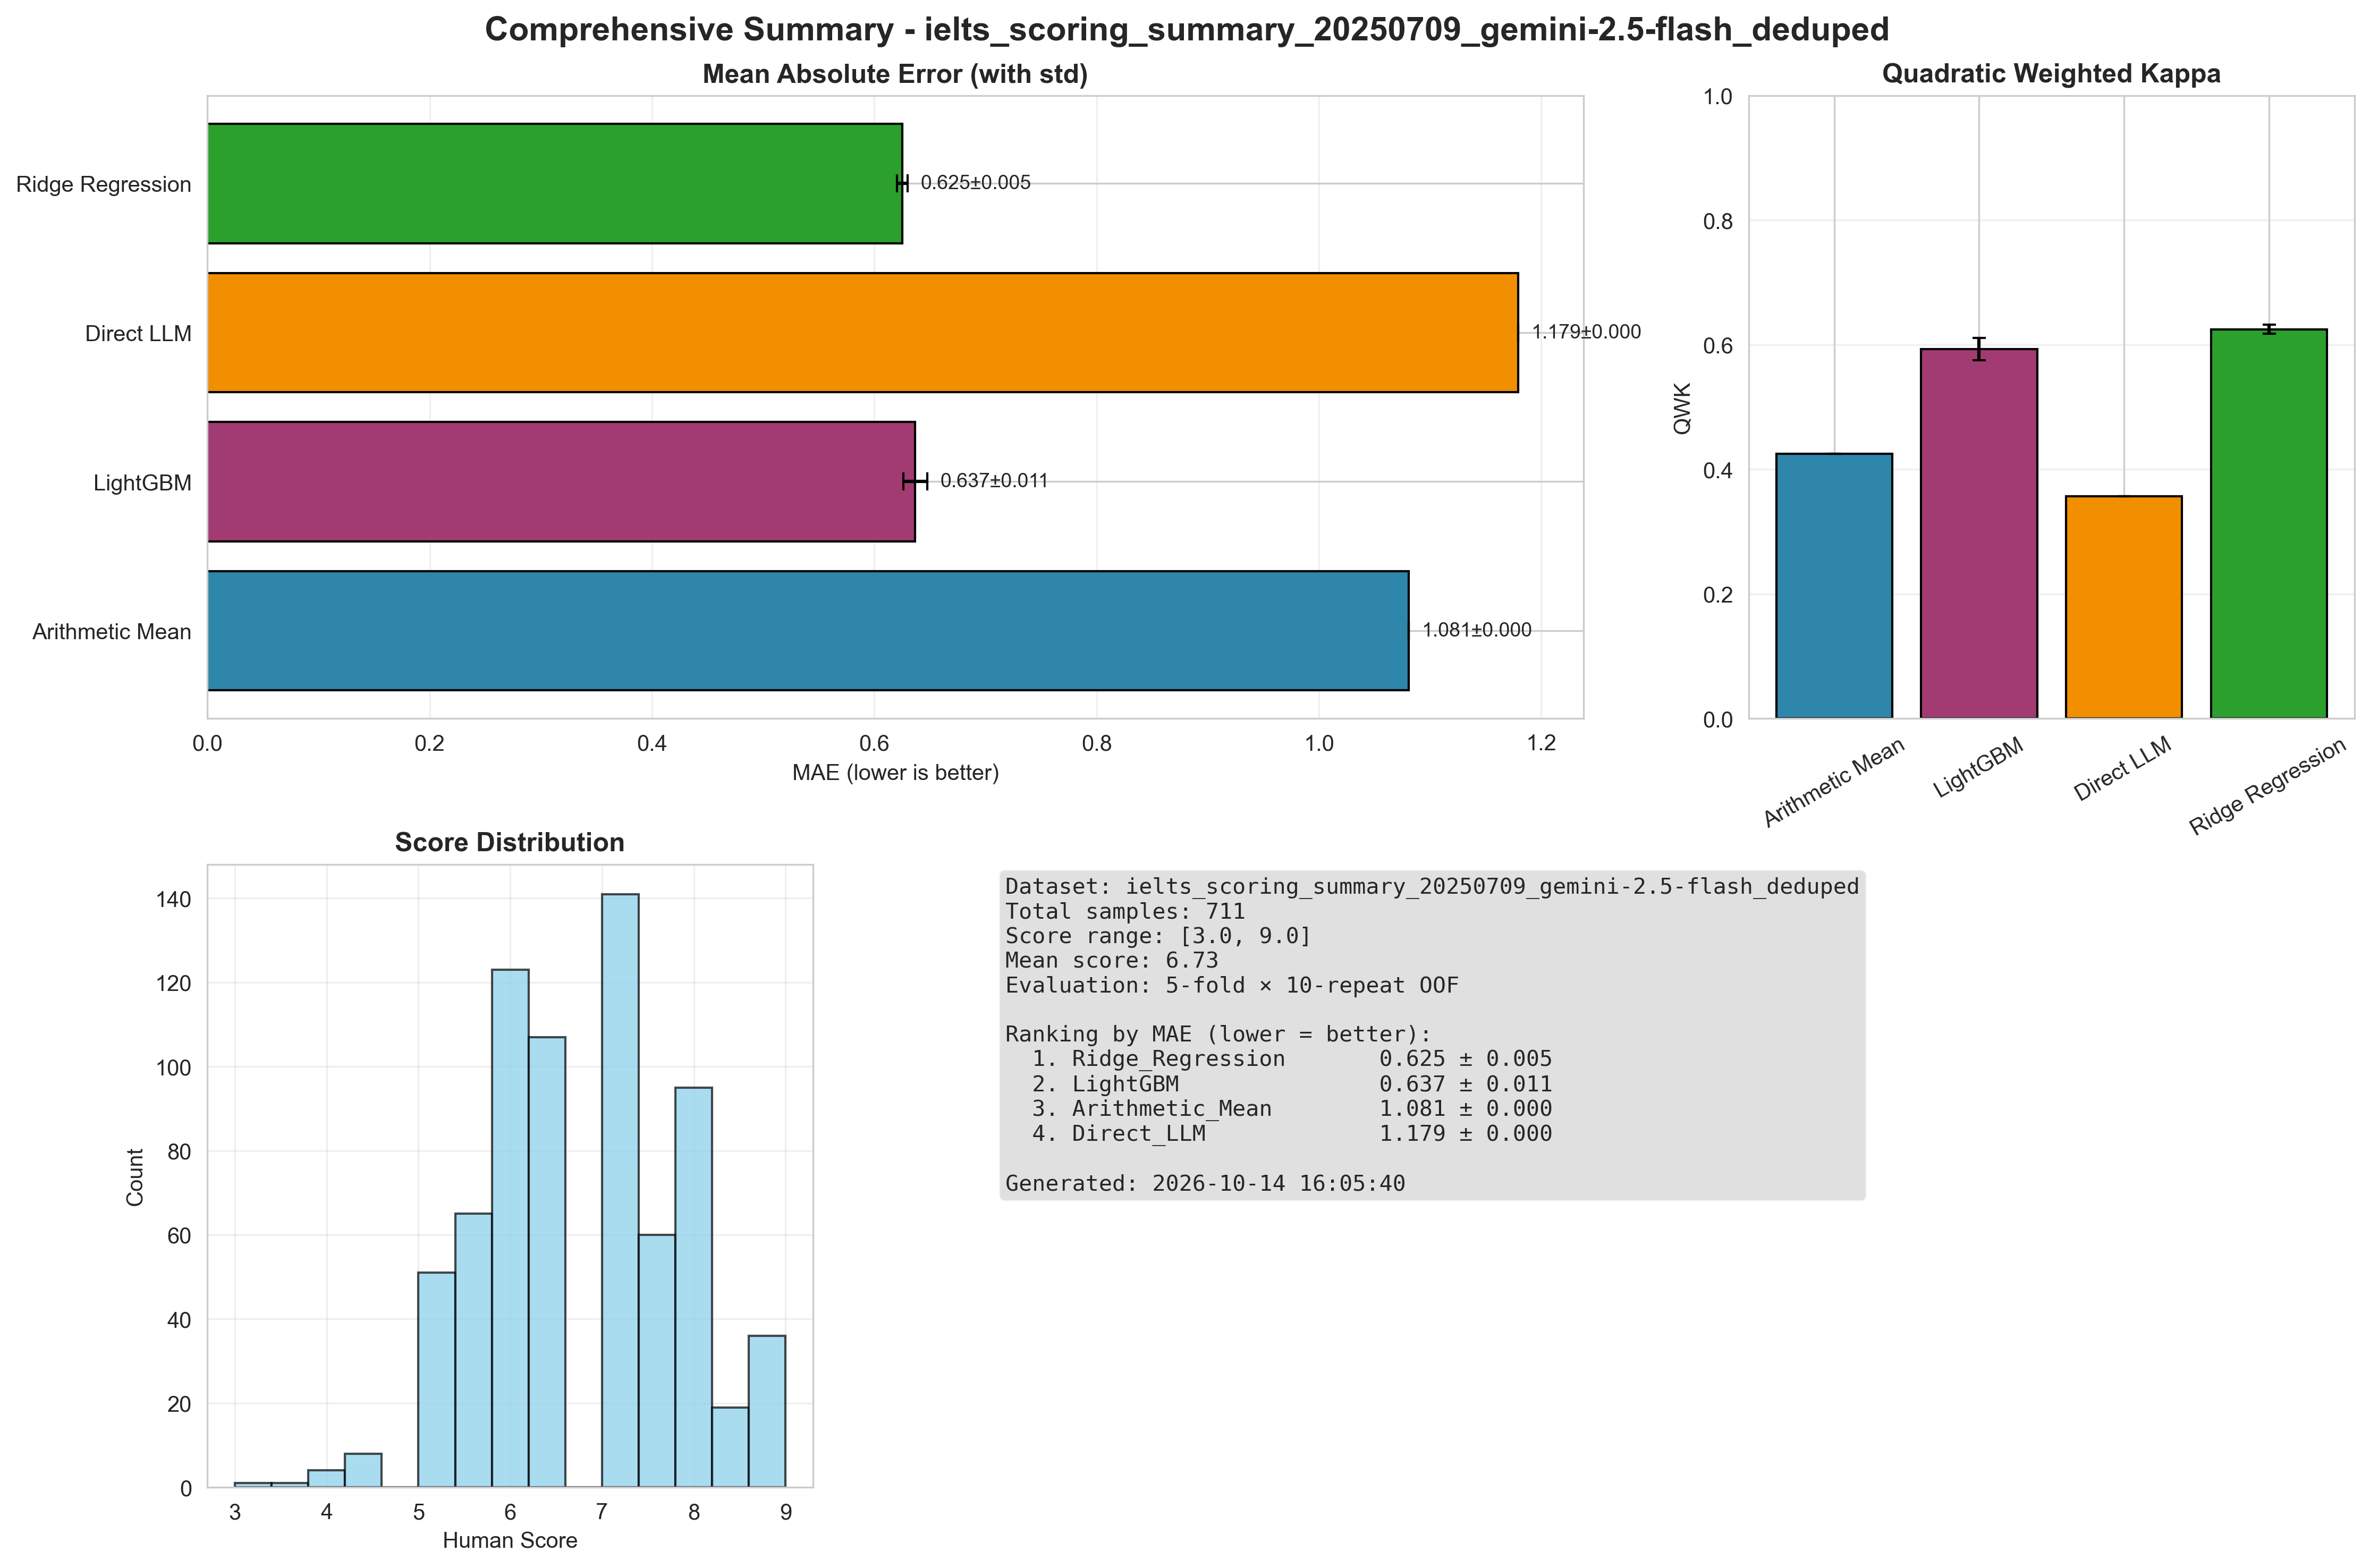 Comprehensive Summary - ielts_scoring_summary_20250709_gemini-2.5-flash_deduped
Mean Absolute Error (with std)
Ridge Regression
Direct LLM
LightGBM
Arithmetic Mean
0.625±0.005
1.179±0.000
0.637±0.011
1.081±0.000
0.0 0.2 0.4 0.6 0.8 1.0 1.2
MAE (lower is better)
Quadratic Weighted Kappa
1.0
0.8
0.6
0.4
0.2
0.0
QWK
Arithmetic Mean
LightGBM
Direct LLM
Ridge Regression
Score Distribution
140
120
100
80
60
40
20
0
Count
3 4 5 6 7 8 9
Human Score
Dataset: ielts_scoring_summary_20250709_gemini-2.5-flash_deduped
Total samples: 711
Score range: [3.0, 9.0]
Mean score: 6.73
Evaluation: 5-fold × 10-repeat OOF
Ranking by MAE (lower = better):
1. Ridge_Regression 0.625 ± 0.005
2. LightGBM 0.637 ± 0.011
3. Arithmetic_Mean 1.081 ± 0.000
4. Direct_LLM 1.179 ± 0.000
Generated: 2026-10-14 16:05:40